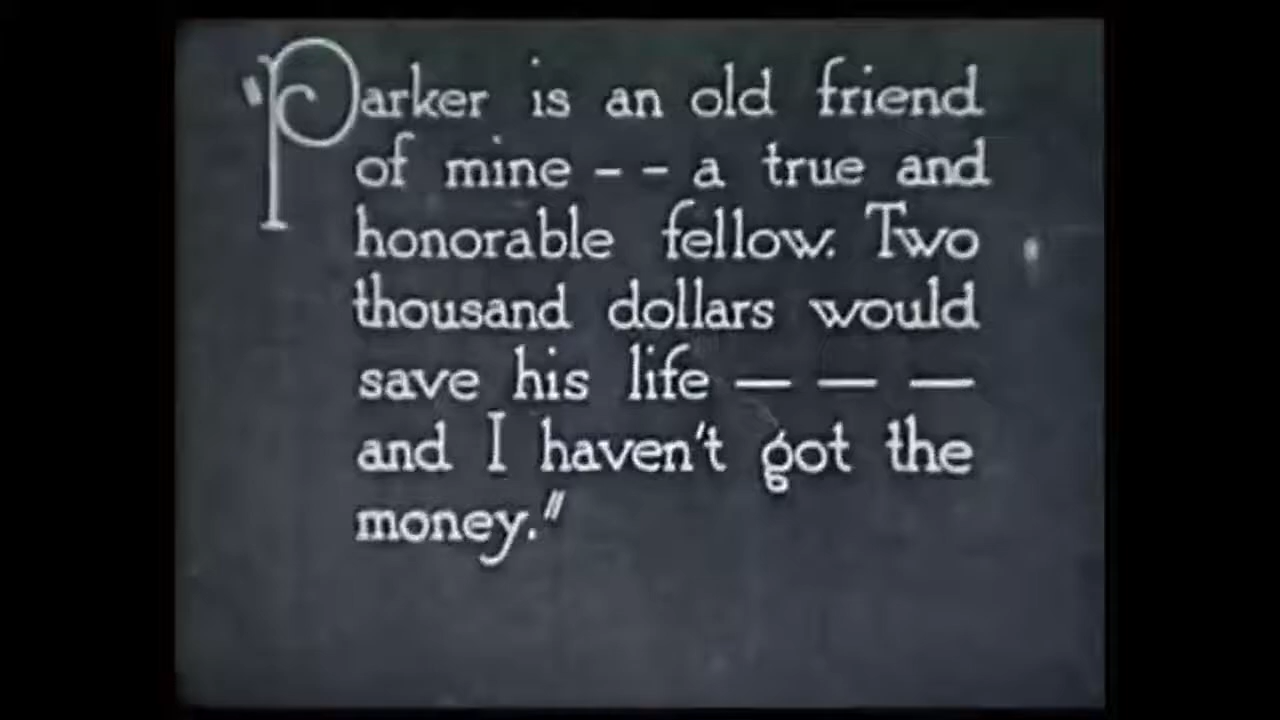 "Parker is an old friend
of mine - - a true and
honorable fellow. Two
thousand dollars would
save his life — — —
and I haven't got the
money."